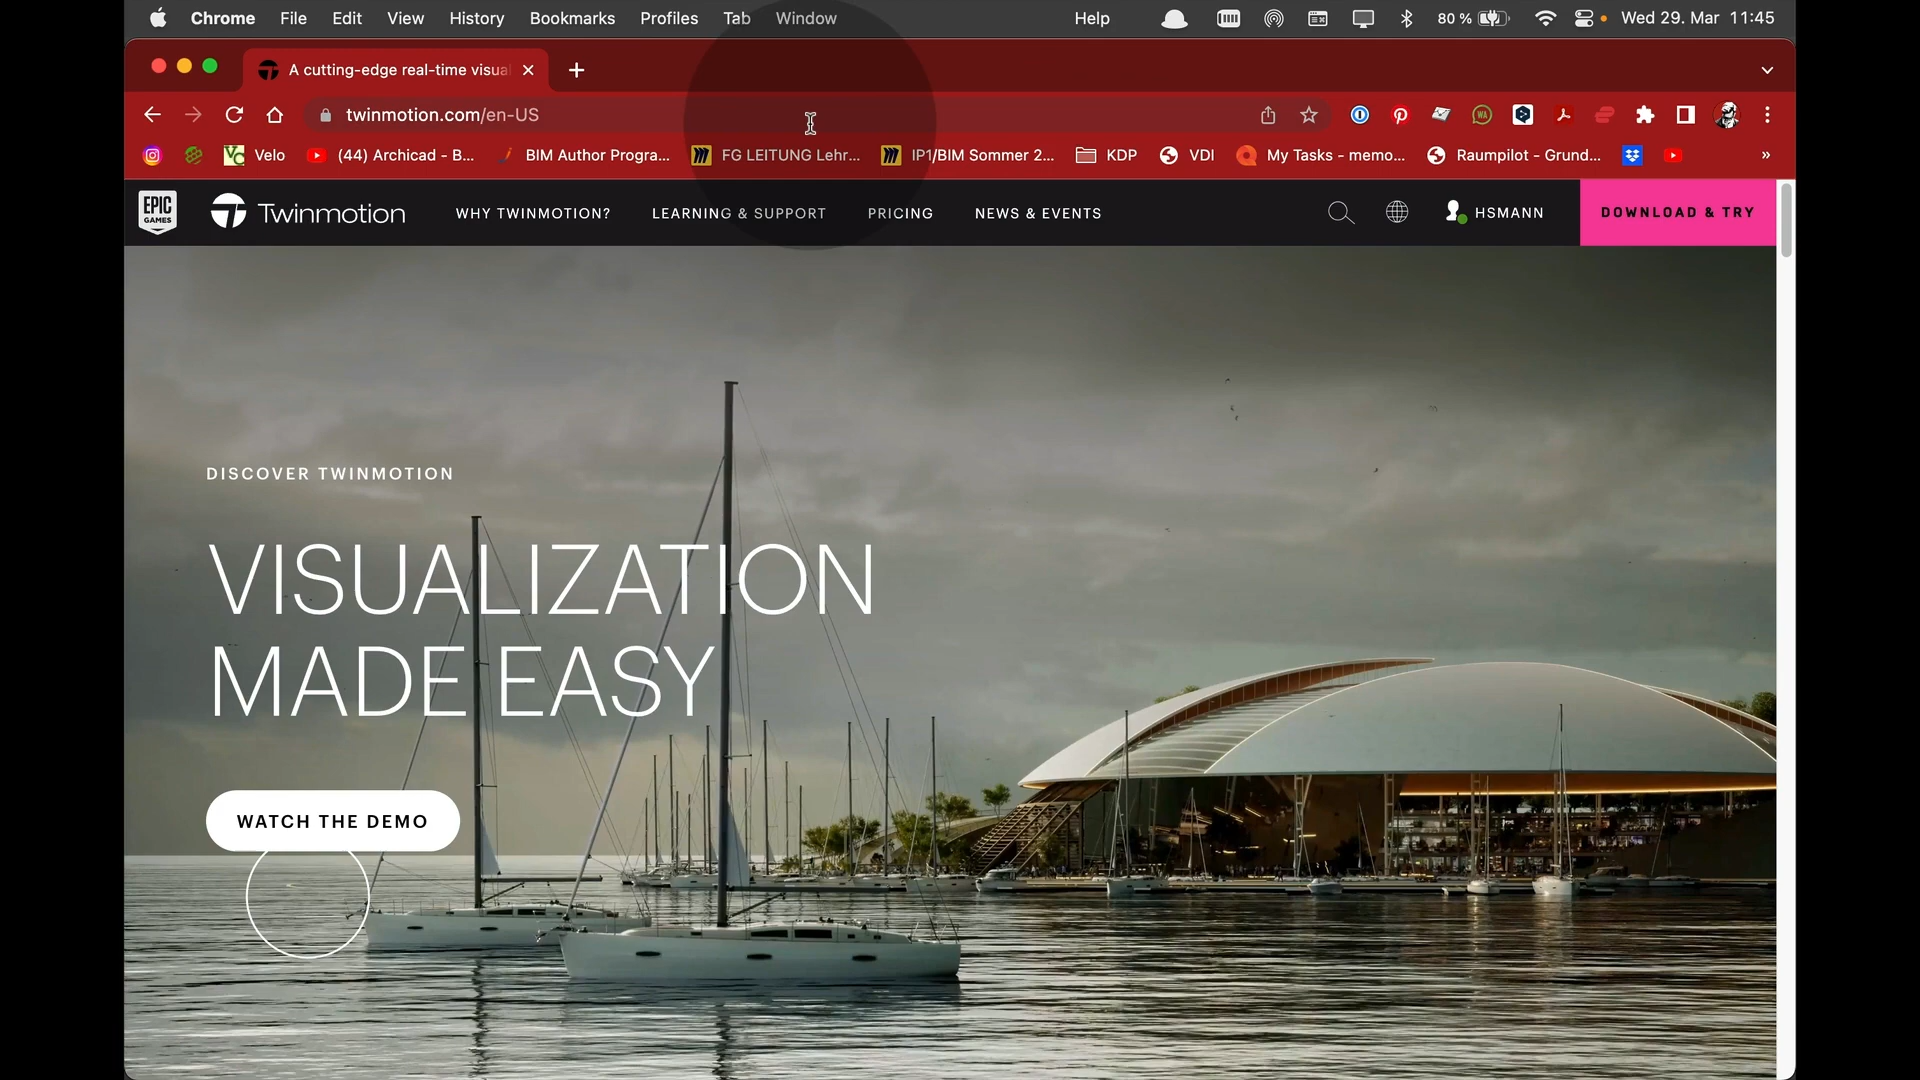 Chrome File Edit View History Bookmarks Profiles Tab Window Help 80 % Wed 29. Mar 11:45
A cutting-edge real-time visua
twinmotion.com/en-US
Velo (44) Archicad - B... BIM Author Progra... FG LEITUNG Lehr... IP1/BIM Sommer 2... KDP VDI My Tasks - memo... Raumpilot - Grund... »
EPIC GAMES Twinmotion WHY TWINMOTION? LEARNING & SUPPORT PRICING NEWS & EVENTS HSMANN DOWNLOAD & TRY
DISCOVER TWINMOTION
VISUALIZATION
MADE EASY
WATCH THE DEMO